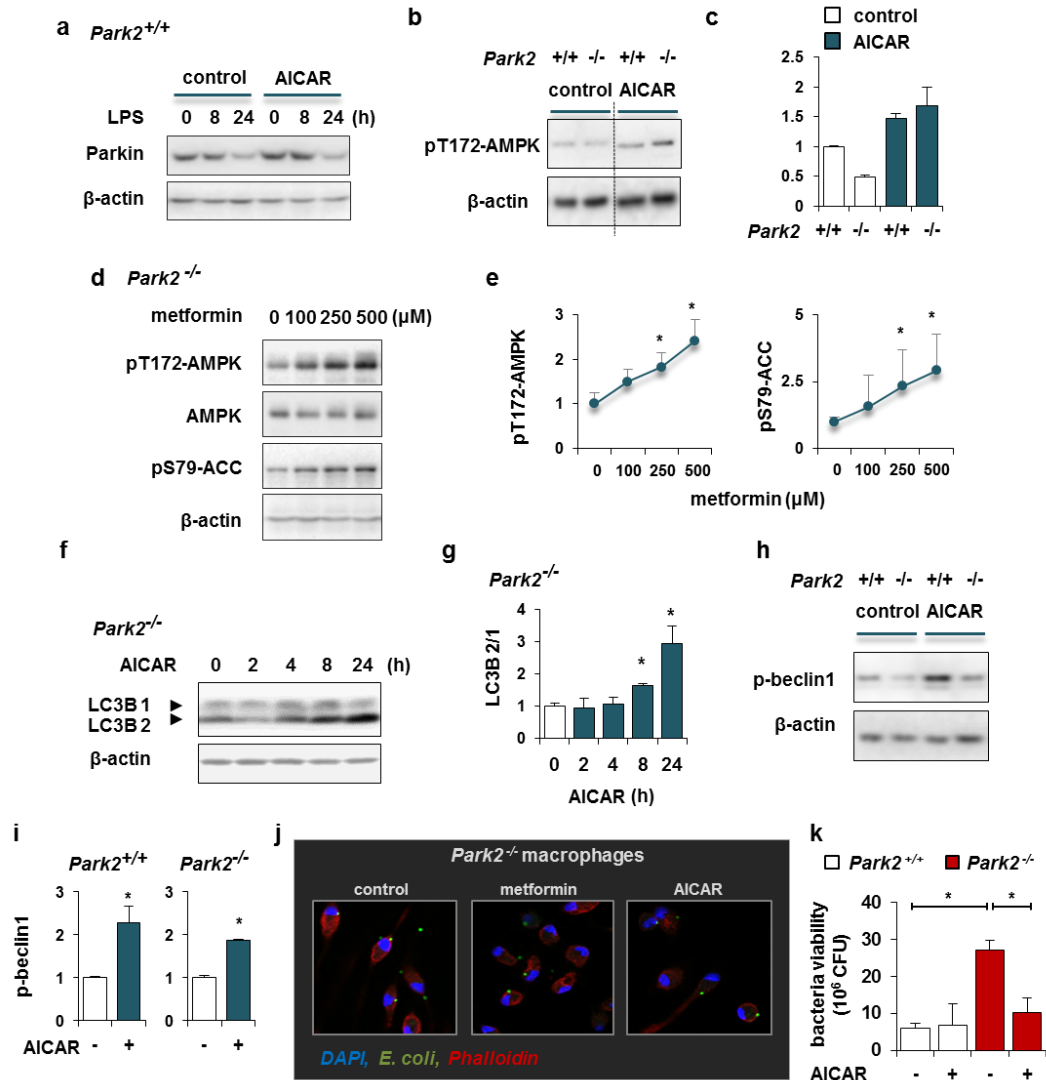 a Park2+/+
control AICAR
LPS 0 8 24 0 8 24 (h)
Parkin
β-actin
b
Park2 +/+ -/- +/+ -/-
control AICAR
pT172-AMPK
β-actin
c
control
AICAR
2.5
2
1.5
1
0.5
0
Park2 +/+ -/- +/+ -/-
d Park2 -/-
metformin 0 100 250 500 (µM)
pT172-AMPK
AMPK
pS79-ACC
β-actin
e
pT172-AMPK
3
2
1
0
* *
0 100 250 500
pS79-ACC
5
2.5
0
* *
0 100 250 500
metformin (µM)
f
Park2-/-
AICAR 0 2 4 8 24 (h)
LC3B 1
LC3B 2
β-actin
g
Park2-/-
LC3B 2/1
4
3
2
1
0
* *
0 2 4 8 24
AICAR (h)
h
Park2 +/+ -/- +/+ -/-
control AICAR
p-beclin1
β-actin
i
Park2+/+ Park2-/-
p-beclin1
3
2
1
0
*
3
2
1
0
*
AICAR - + - +
j
Park2-/- macrophages
control metformin AICAR
DAPI, E. coli, Phalloidin
k
Park2+/+ Park2-/-
bacteria viability
(10⁶ CFU)
40
30
20
10
0
* *
AICAR - + - +